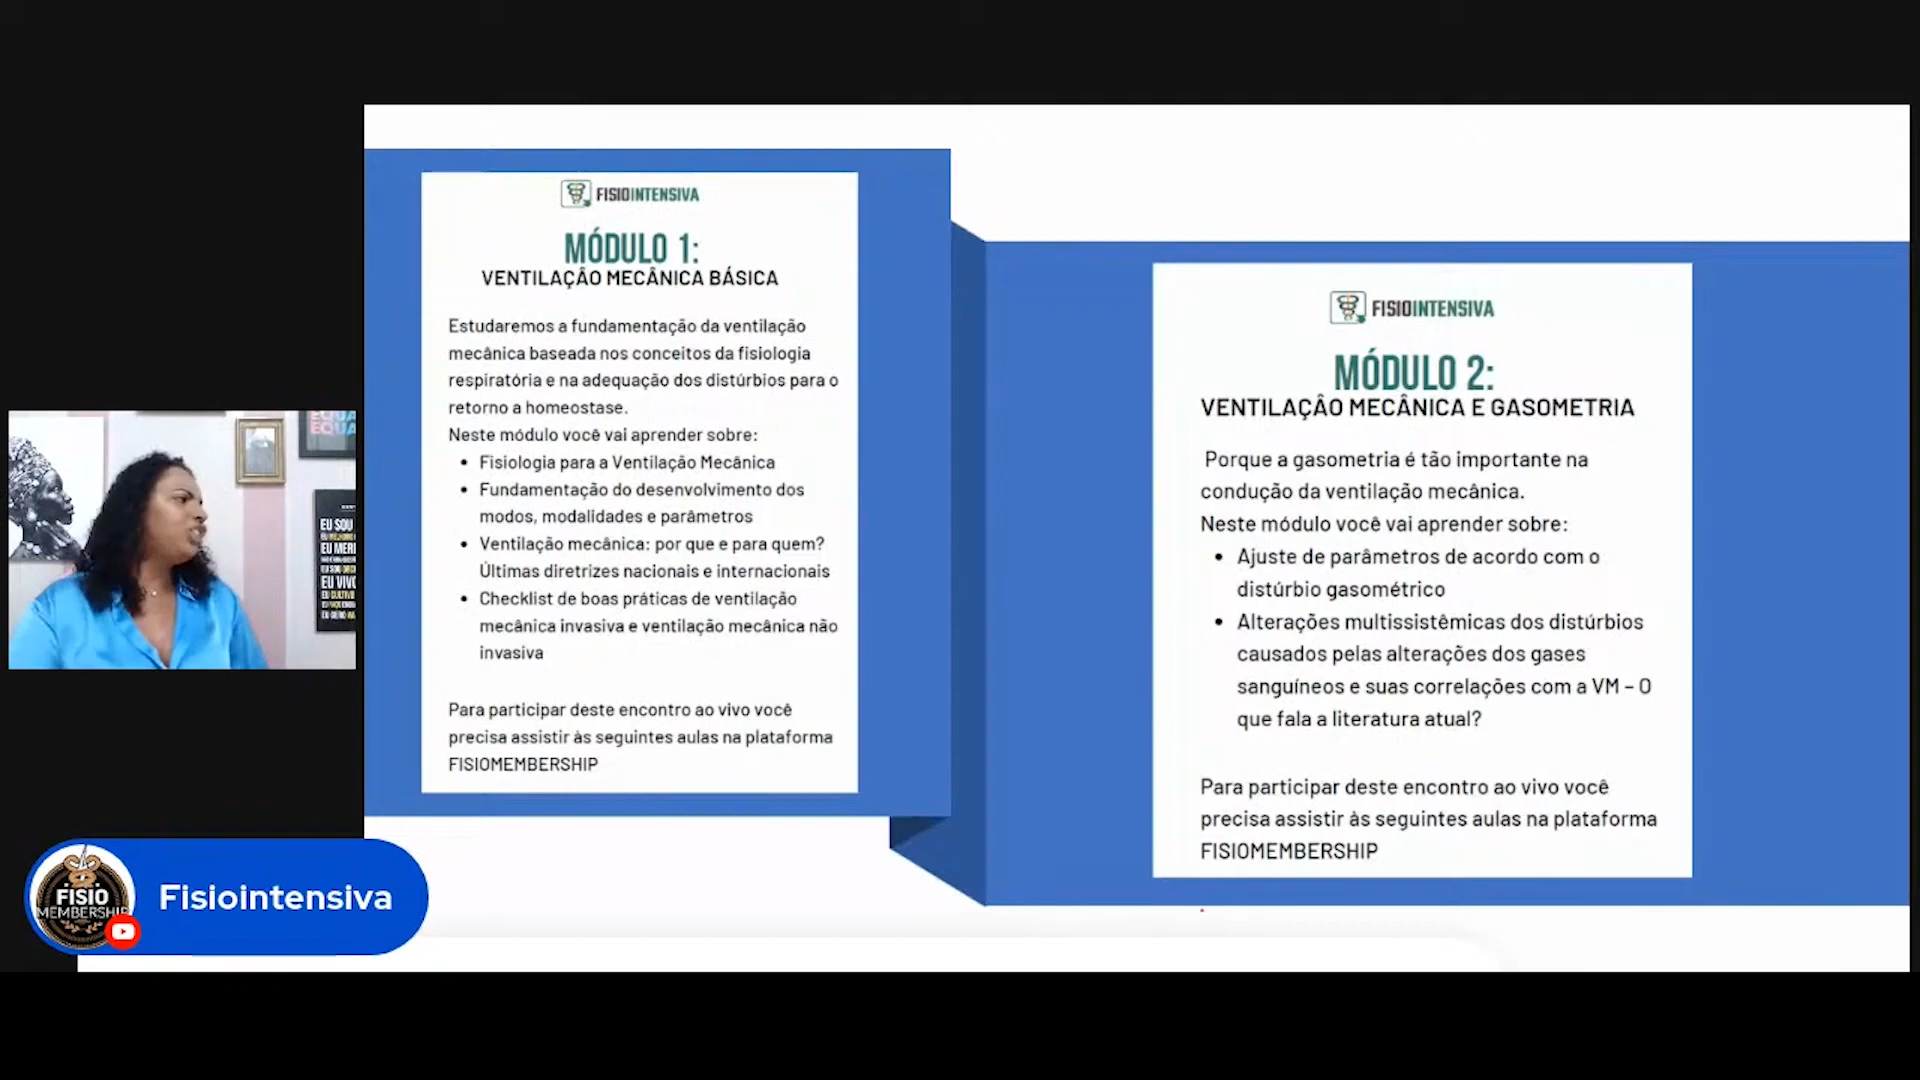 FISIOINTENSIVA
MÓDULO 1:
VENTILAÇÃO MECÂNICA BÁSICA
Estudaremos a fundamentação da ventilação
mecânica baseada nos conceitos da fisiologia
respiratória e na adequação dos distúrbios para o
retorno a homeostase.
Neste módulo você vai aprender sobre:
• Fisiologia para a Ventilação Mecânica
• Fundamentação do desenvolvimento dos
modos, modalidades e parâmetros
• Ventilação mecânica: por que e para quem?
Últimas diretrizes nacionais e internacionais
• Checklist de boas práticas de ventilação
mecânica invasiva e ventilação mecânica não
invasiva
Para participar deste encontro ao vivo você
precisa assistir às seguintes aulas na plataforma
FISIOMEMBERSHIP
FISIOINTENSIVA
MÓDULO 2:
VENTILAÇÃO MECÂNICA E GASOMETRIA
Porque a gasometria é tão importante na
condução da ventilação mecânica.
Neste módulo você vai aprender sobre:
• Ajuste de parâmetros de acordo com o
distúrbio gasométrico
• Alterações multissistêmicas dos distúrbios
causados pelas alterações dos gases
sanguíneos e suas correlações com a VM – O
que fala a literatura atual?
Para participar deste encontro ao vivo você
precisa assistir às seguintes aulas na plataforma
FISIOMEMBERSHIP
EQUA
EU SOU
EU MERE
EU VIVO
FISIO
MEMBERSHIP
Fisiointensiva